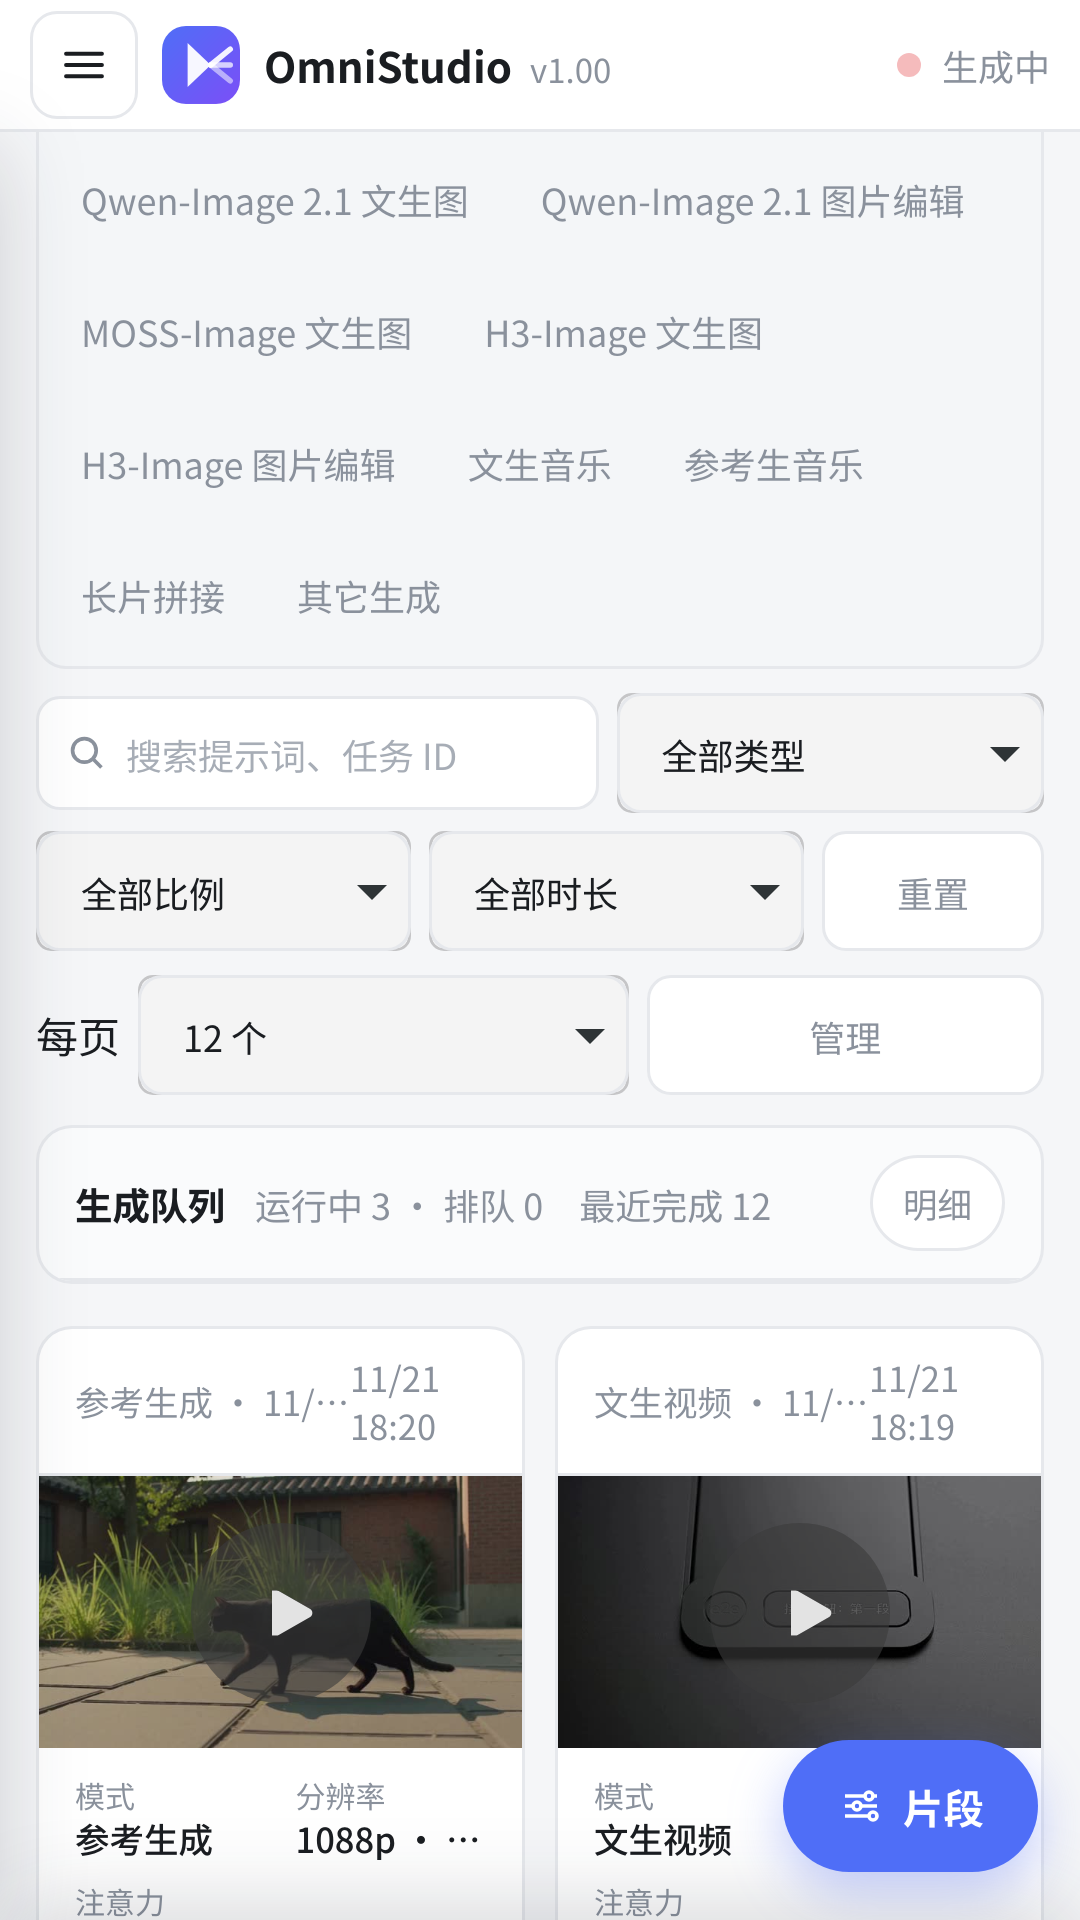 OmniStudio v1.00 生成中
Qwen-Image 2.1 文生图 Qwen-Image 2.1 图片编辑
MOSS-Image 文生图 H3-Image 文生图
H3-Image 图片编辑 文生音乐 参考生音乐
长片拼接 其它生成
搜索提示词、任务 ID 全部类型
全部比例 全部时长 重置
每页 12 个 管理
生成队列 运行中 3 · 排队 0 最近完成 12 明细
参考生成 · 11/… 11/21 18:20
文生视频 · 11/… 11/21 18:19
模式 分辨率
参考生成 1088p · …
注意力
模式
文生视频
注意力
片段